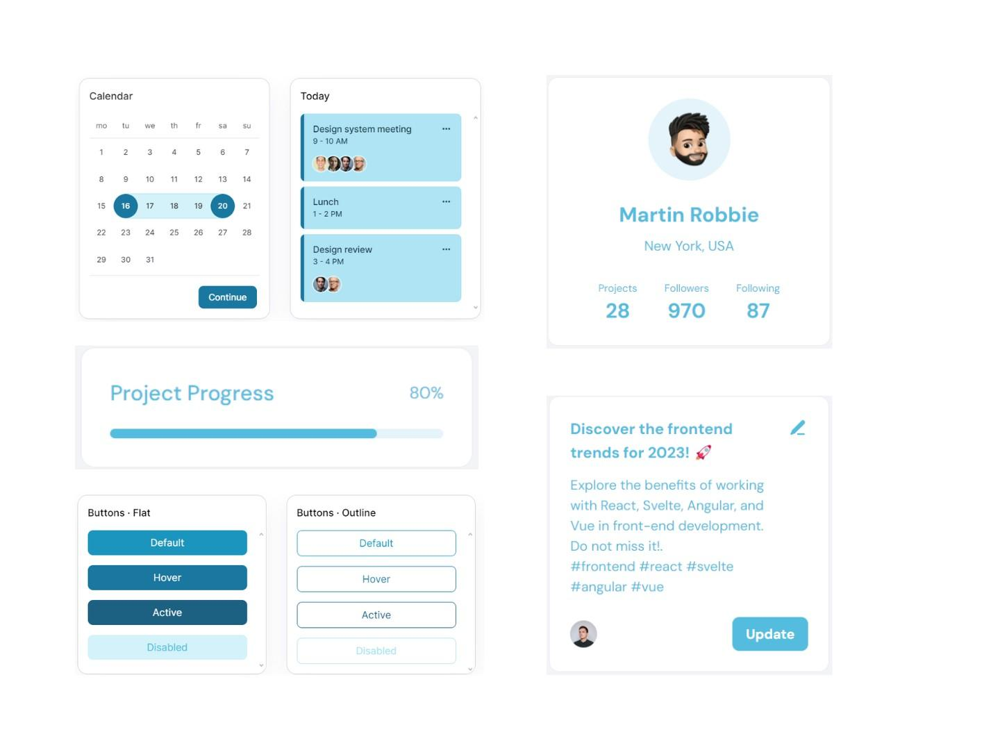 Calendar
mo tu we th fr sa su
1 2 3 4 5 6 7
8 9 10 11 12 13 14
15 16 17 18 19 20 21
22 23 24 25 26 27 28
29 30 31
Continue
Today
Design system meeting
9 - 10 AM
Lunch
1 - 2 PM
Design review
3 - 4 PM
Martin Robbie
New York, USA
Projects Followers Following
28 970 87
Project Progress 80%
Buttons · Flat
Default
Hover
Active
Disabled
Buttons · Outline
Default
Hover
Active
Disabled
Discover the frontend
trends for 2023! 🚀
Explore the benefits of working
with React, Svelte, Angular, and
Vue in front-end development.
Do not miss it!.
#frontend #react #svelte
#angular #vue
Update